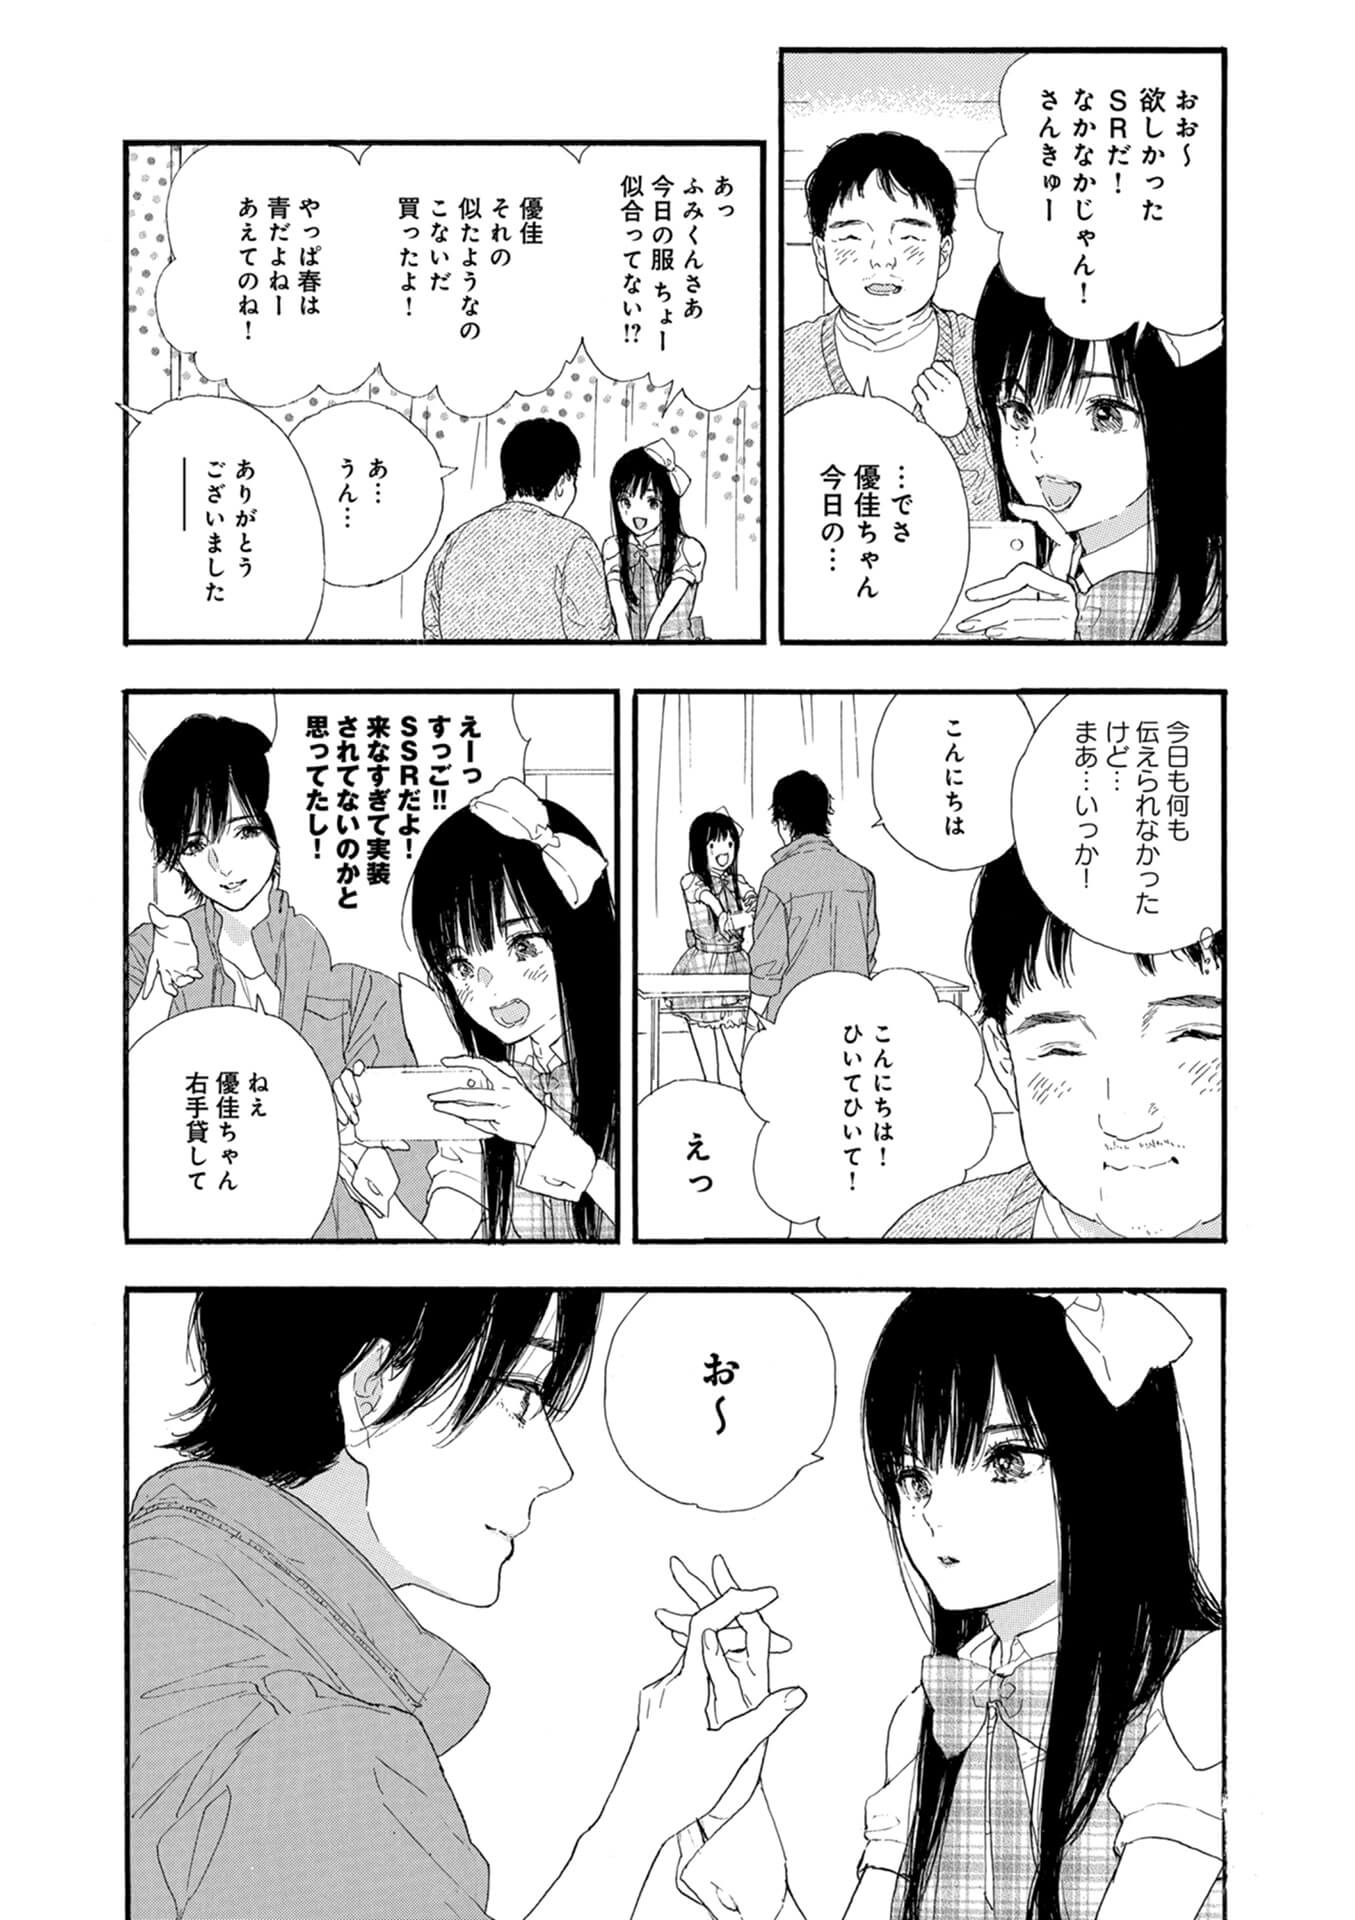 おお〜
欲しかった
SRだ!
なかなかじゃん!
さんきゅー
…でさ
優佳ちゃん
今日の…
あっ
ふみくんさあ
今日の服 ちょー
似合ってない!?
優佳
それの
似たようなの
こないだ
買ったよ!
やっぱ春は
青だよねー
あえてのね!
あ…
うん…
ありがとう
ございました
──
今日も何も
伝えられなかった
けど…
まあ…いっか!
こんにちは
こんにちは!
ひいてひいて!
えっ
えーっ
すっご!!
SSRだよ!
来なすぎて実装
されてないのかと
思ってたし!
ねえ
優佳ちゃん
右手貸して
お〜